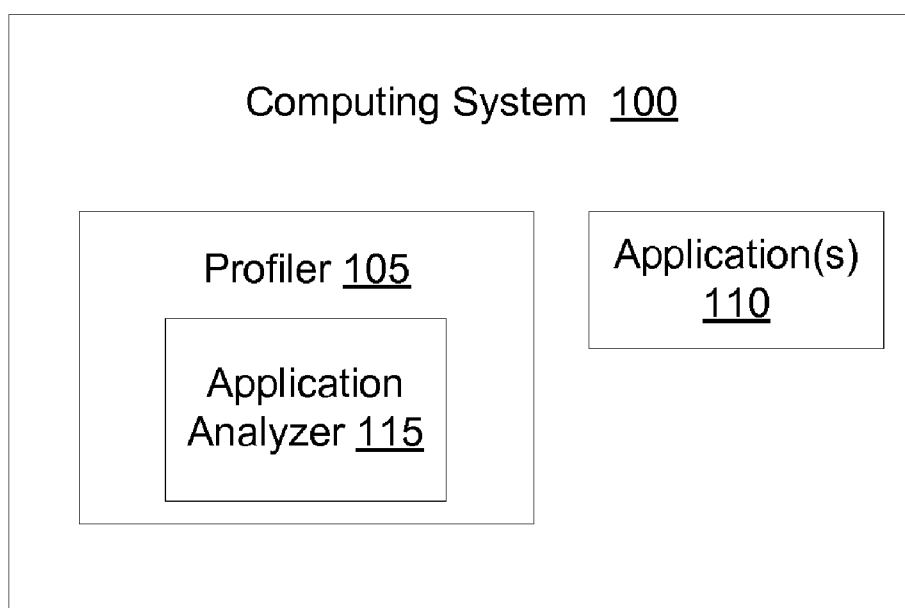 Computing System 100
Profiler 105
Application(s)
110
Application
Analyzer 115